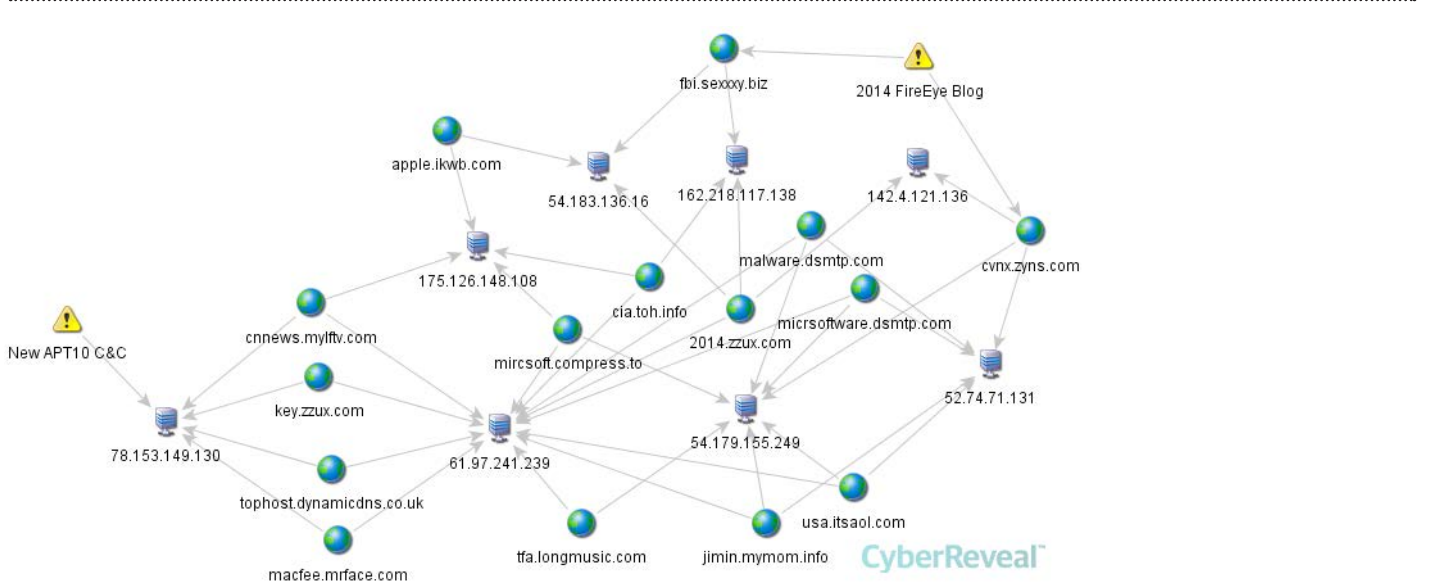 fbi.sexxxy.biz
2014 FireEye Blog
apple.ikwb.com
54.183.136.16
162.218.117.138
142.4.121.136
malware.dsmtp.com
cvnx.zyns.com
175.126.148.108
cia.toh.info
cnnews.mylftv.com
micrsoftware.dsmtp.com
2014.zzux.com
New APT10 C&C
mircsoft.compress.to
52.74.71.131
key.zzux.com
54.179.155.249
78.153.149.130
61.97.241.239
tophost.dynamicdns.co.uk
usa.itsaol.com
tfa.longmusic.com
jimin.mymom.info
CyberReveal™
macfee.mrface.com